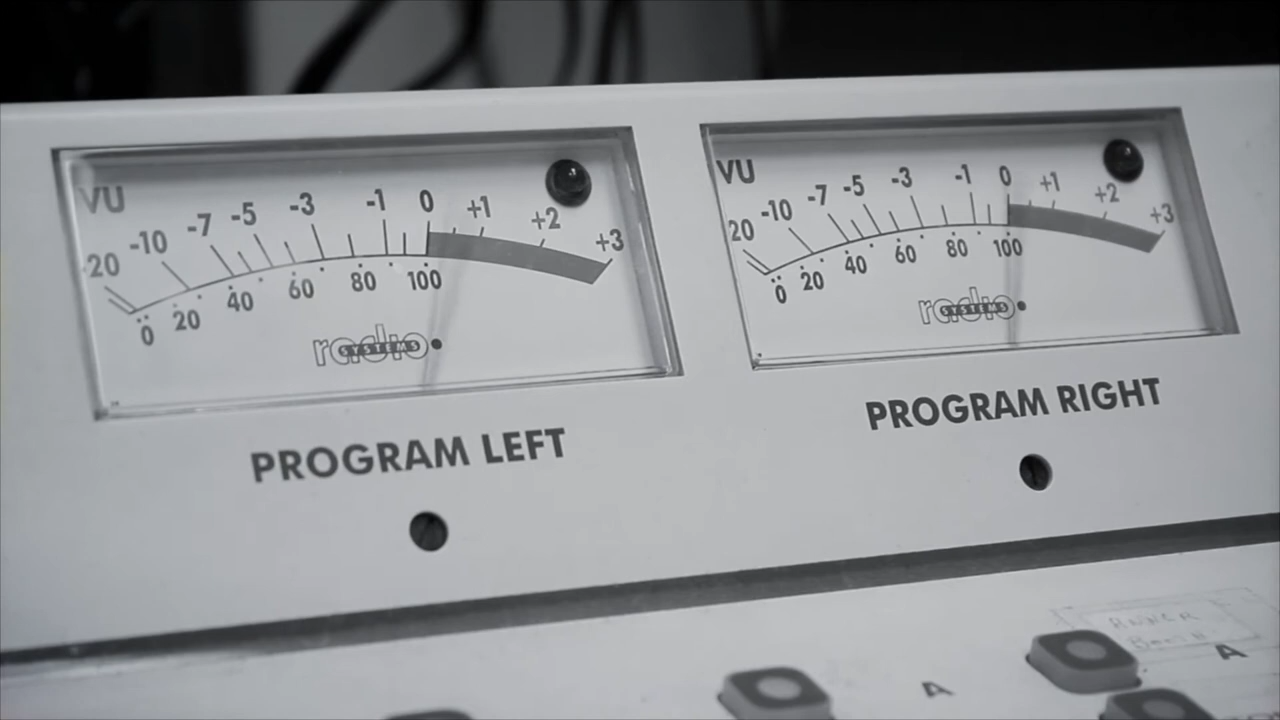 VU
-20 -10 -7 -5 -3 -1 0 +1 +2 +3
0 20 40 60 80 100
radio
SYSTEMS
PROGRAM LEFT
VU
20 -10 -7 -5 -3 -1 0 +1 +2 +3
0 20 40 60 80 100
radio
SYSTEMS
PROGRAM RIGHT
A
A